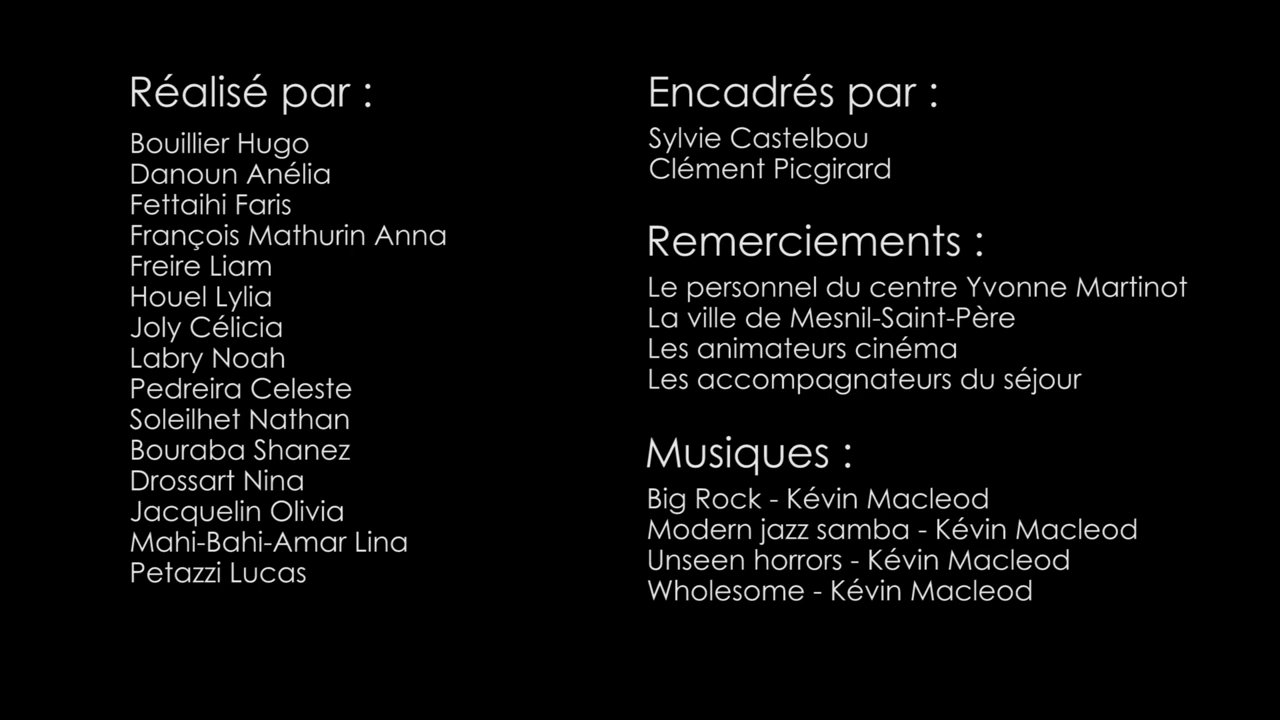 Réalisé par :
Bouillier Hugo
Danoun Anélia
Fettaihi Faris
François Mathurin Anna
Freire Liam
Houel Lylia
Joly Célicia
Labry Noah
Pedreira Celeste
Soleilhet Nathan
Bouraba Shanez
Drossart Nina
Jacquelin Olivia
Mahi-Bahi-Amar Lina
Petazzi Lucas
Encadrés par :
Sylvie Castelbou
Clément Picgirard
Remerciements :
Le personnel du centre Yvonne Martinot
La ville de Mesnil-Saint-Père
Les animateurs cinéma
Les accompagnateurs du séjour
Musiques :
Big Rock - Kévin Macleod
Modern jazz samba - Kévin Macleod
Unseen horrors - Kévin Macleod
Wholesome - Kévin Macleod